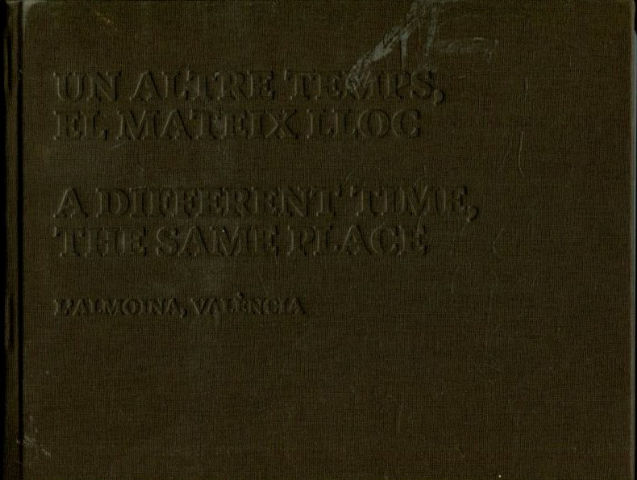 UN ALTRE TEMPS,
EL MATEIX LLOC
A DIFFERENT TIME,
THE SAME PLACE
L'ALMOINA, VALÈNCIA